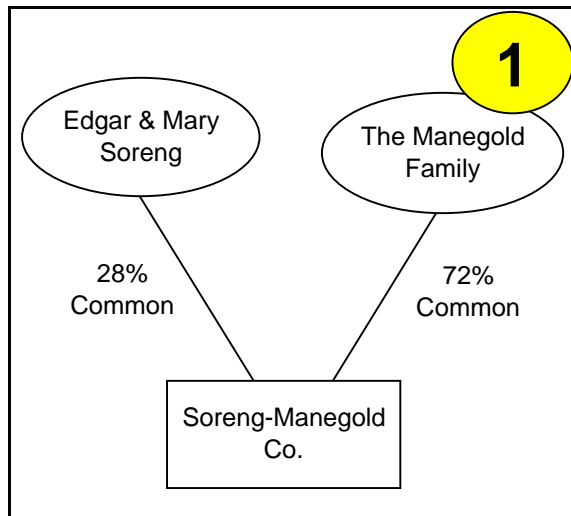 1
Edgar & Mary
Soreng
The Manegold
Family
28%
Common
72%
Common
Soreng-Manegold
Co.